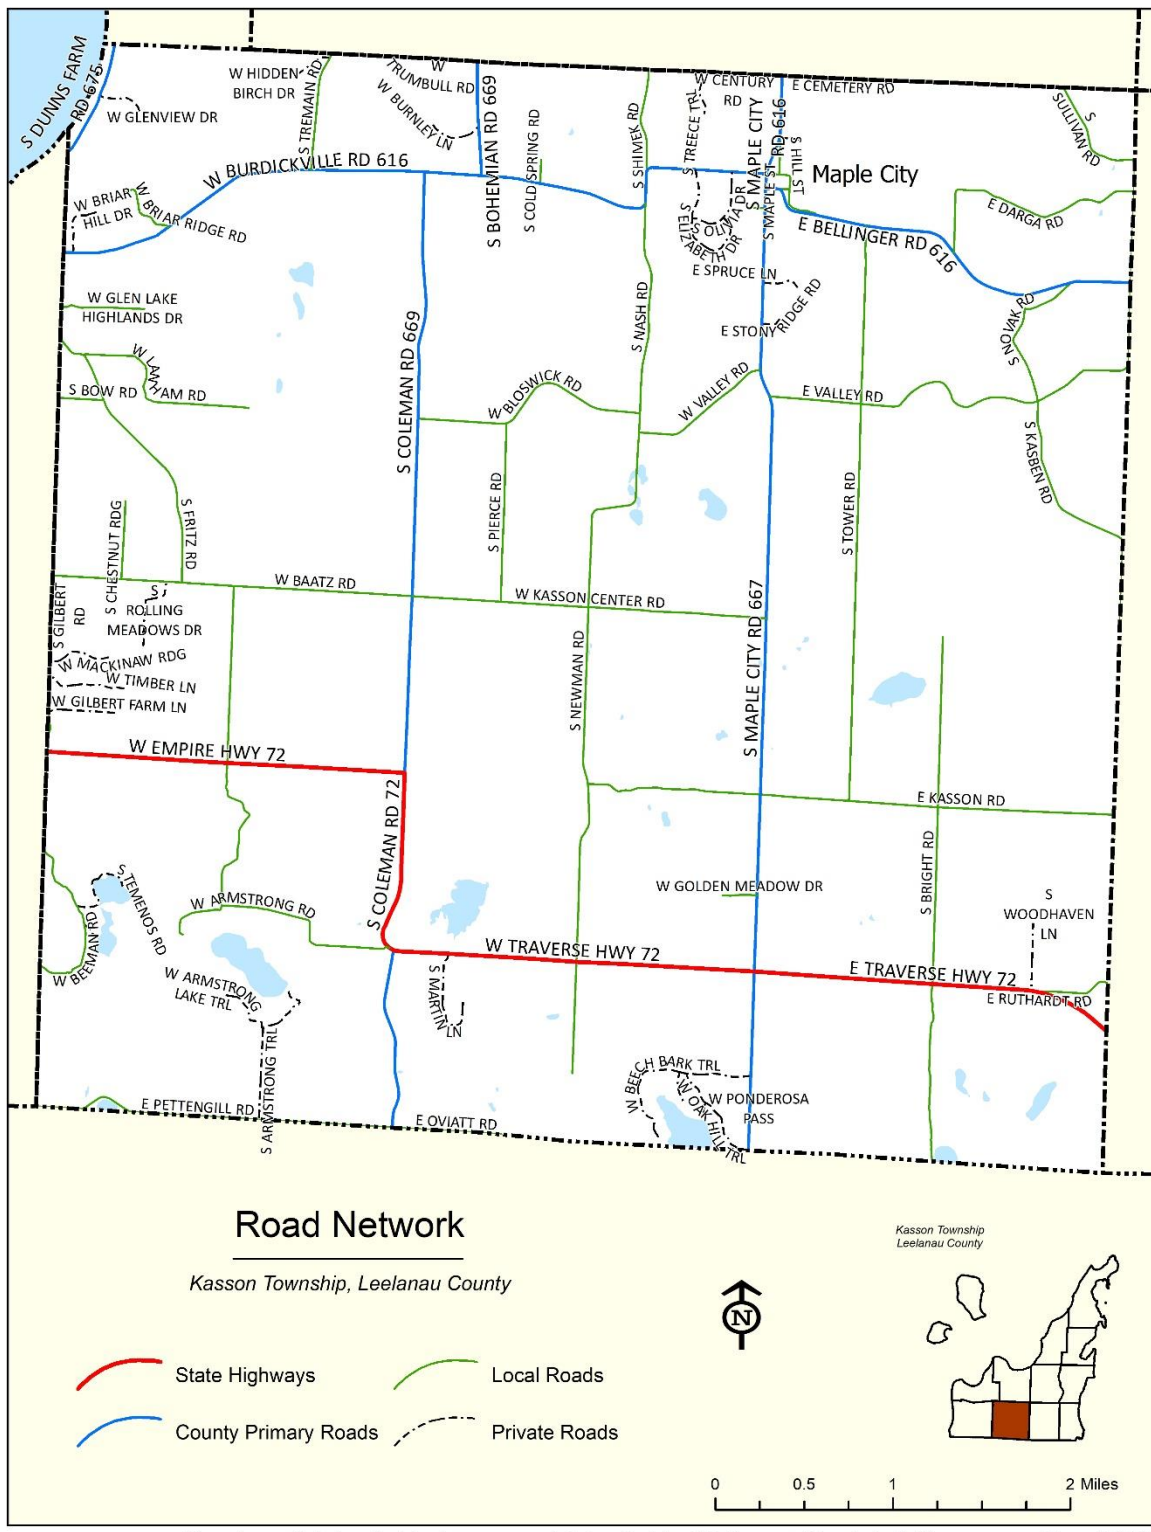 S DUNNS FARM
RD 675
W GLENVIEW DR
W HIDDEN
BIRCH DR
S TREMAIN RD
W
TRUMBULL RD
W BURNLEY LN
S BOHEMIAN RD 669
S COLD SPRING RD
S SHIMEK RD
W CENTURY
RD
S TREECE TRL
S MAPLE CITY
RD 616
E CEMETERY RD
S
SULLIVAN RD
W BURDICKVILLE RD 616
S MAPLE ST
S HILL ST
Maple City
W BRIAR
HILL DR
W BRIAR RIDGE RD
S OLIVIA DR
S ELIZABETH DR
E DARGA RD
E BELLINGER RD 616
E SPRUCE LN
W GLEN LAKE
HIGHLANDS DR
S COLEMAN RD 669
S NASH RD
E STONY RIDGE RD
S NOVAK RD
W LANHAM RD
S BOW RD
W BLOSWICK RD
W VALLEY RD
E VALLEY RD
S KASBEN RD
S PIERCE RD
S TOWER RD
S CHESTNUT RDG
S FRITZ RD
W BAATZ RD
W KASSON CENTER RD
S GILBERT
RD
S
ROLLING
MEADOWS DR
W MACKINAW RDG
W TIMBER LN
W GILBERT FARM LN
S NEWMAN RD
S MAPLE CITY RD 667
W EMPIRE HWY 72
S COLEMAN RD 72
E KASSON RD
S BRIGHT RD
S TEMENOS RD
W ARMSTRONG RD
W GOLDEN MEADOW DR
S
WOODHAVEN
LN
W BEEMAN RD
W TRAVERSE HWY 72
E TRAVERSE HWY 72
W ARMSTRONG
LAKE TRL
S MARTIN
LN
E RUTHARDT RD
S ARMSTRONG TRL
W BEECH BARK TRL
W OAK HILL TRL
W PONDEROSA
PASS
E PETTENGILL RD
E OVIATT RD
Road Network
Kasson Township, Leelanau County
Kasson Township
Leelanau County
N
State Highways
Local Roads
County Primary Roads
Private Roads
0 0.5 1 2 Miles